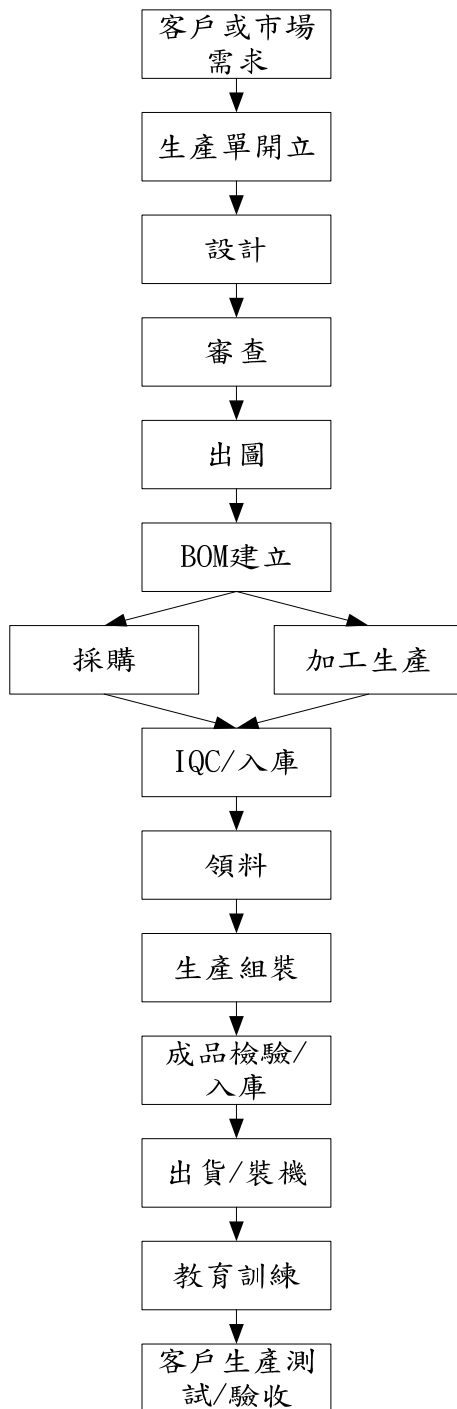 客戶或市場
需求
生產單開立
設計
審查
出圖
BOM建立
採購
加工生產
IQC/入庫
領料
生產組裝
成品檢驗/
入庫
出貨/裝機
教育訓練
客戶生產測
試/驗收